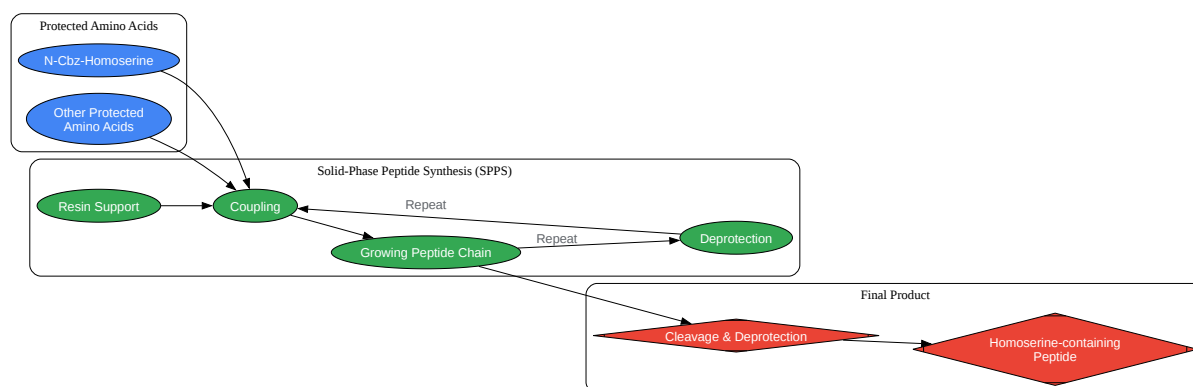 Protected Amino Acids
N-Cbz-Homoserine
Other Protected
Amino Acids
Solid-Phase Peptide Synthesis (SPPS)
Resin Support
Coupling
Repeat
Growing Peptide Chain
Repeat
Deprotection
Final Product
Cleavage & Deprotection
Homoserine-containing
Peptide